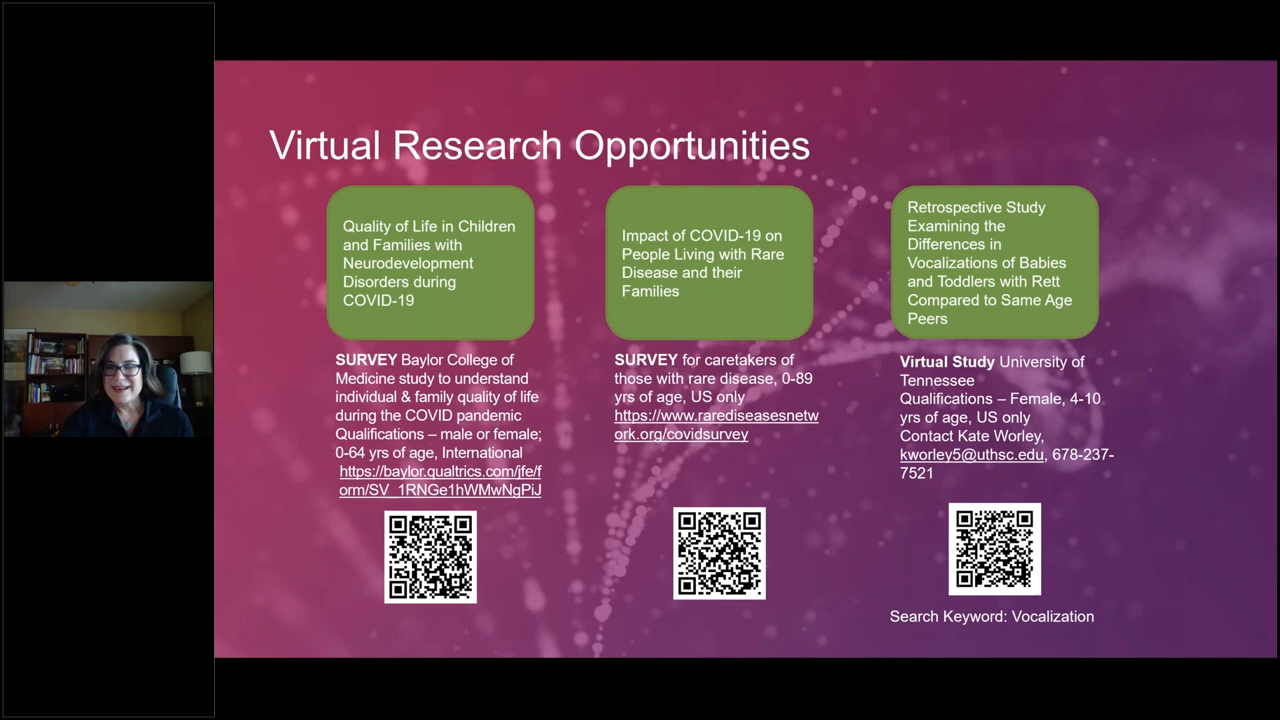 Virtual Research Opportunities
Quality of Life in Children
and Families with
Neurodevelopment
Disorders during
COVID-19
SURVEY Baylor College of
Medicine study to understand
individual & family quality of life
during the COVID pandemic
Qualifications – male or female;
0-64 yrs of age, International
https://baylor.qualtrics.com/jfe/f
orm/SV_1RNGe1hWMwNgPiJ
Impact of COVID-19 on
People Living with Rare
Disease and their
Families
SURVEY for caretakers of
those with rare disease, 0-89
yrs of age, US only
https://www.rarediseasesnetw
ork.org/covidsurvey
Retrospective Study
Examining the
Differences in
Vocalizations of Babies
and Toddlers with Rett
Compared to Same Age
Peers
Virtual Study University of
Tennessee
Qualifications – Female, 4-10
yrs of age, US only
Contact Kate Worley,
kworley5@uthsc.edu, 678-237-
7521
Search Keyword: Vocalization